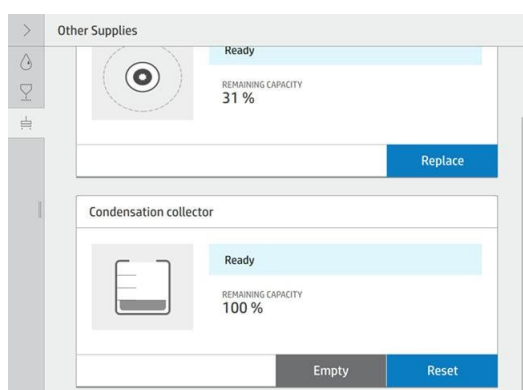 Other Supplies
Ready
REMAINING CAPACITY
31 %
Replace
Condensation collector
Ready
REMAINING CAPACITY
100 %
Empty
Reset